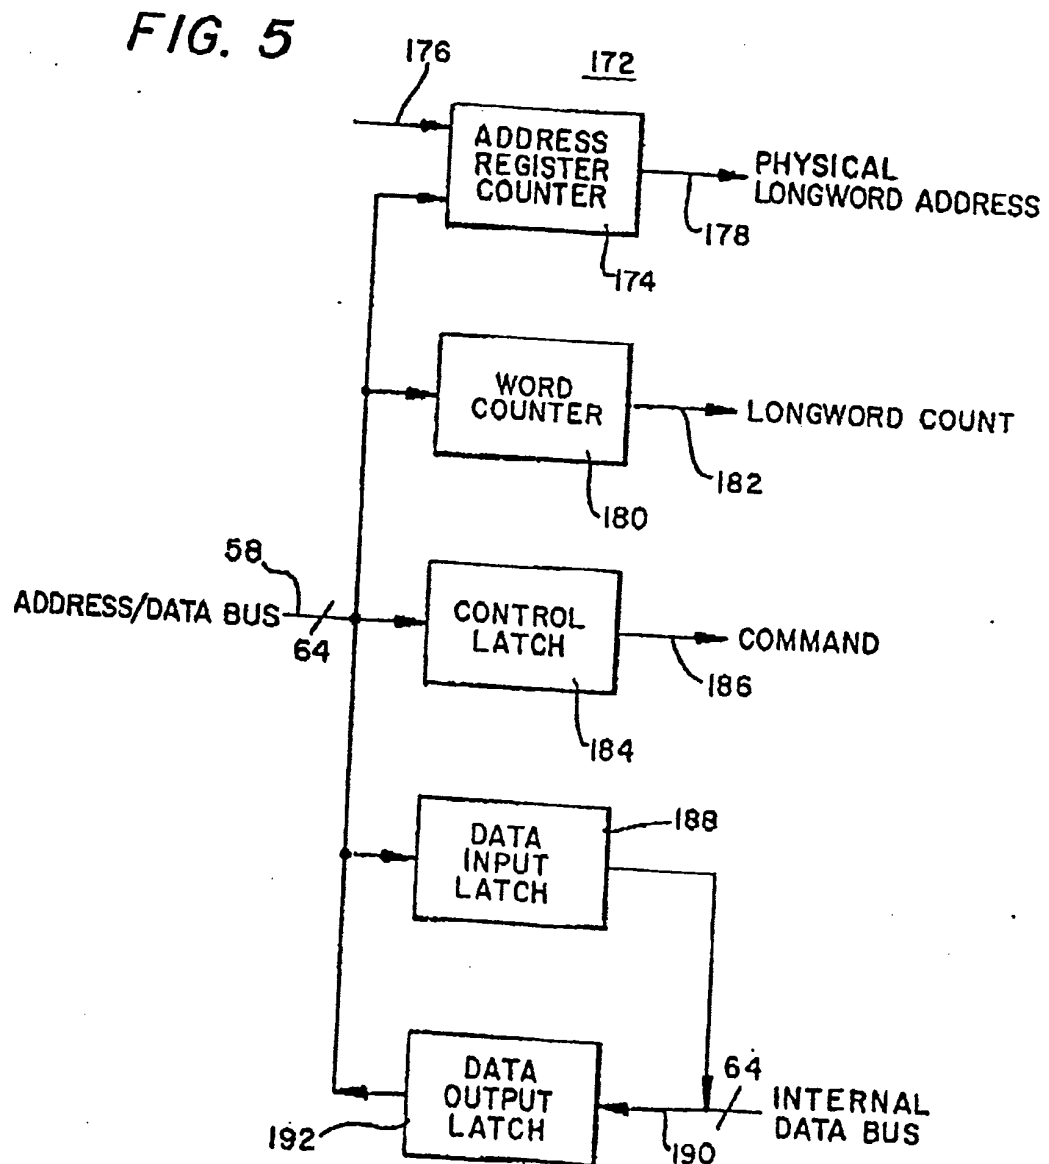 FIG. 5
176
172
ADDRESS
REGISTER
COUNTER
PHYSICAL
LONGWORD ADDRESS
178
174
WORD
COUNTER
LONGWORD COUNT
182
180
58
ADDRESS/DATA BUS
64
CONTROL
LATCH
COMMAND
186
184
DATA
INPUT
LATCH
188
DATA
OUTPUT
LATCH
192
64
INTERNAL
DATA BUS
190